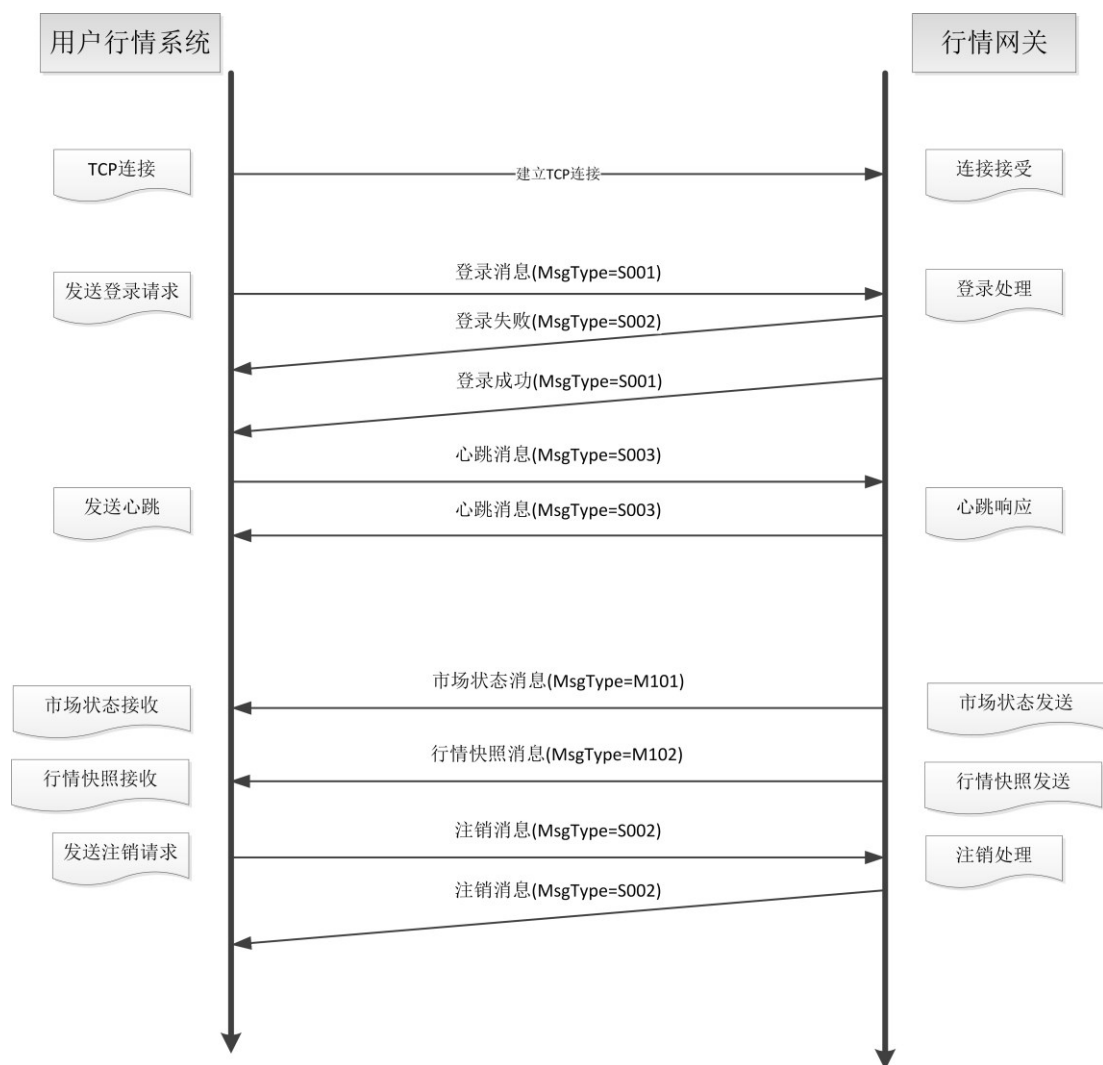 用户行情系统
行情网关
TCP连接
建立TCP连接
连接接受
登录消息(MsgType=S001)
发送登录请求
登录处理
登录失败(MsgType=S002)
登录成功(MsgType=S001)
心跳消息(MsgType=S003)
发送心跳
心跳消息(MsgType=S003)
心跳响应
市场状态消息(MsgType=M101)
市场状态接收
市场状态发送
行情快照消息(MsgType=M102)
行情快照接收
行情快照发送
注销消息(MsgType=S002)
发送注销请求
注销处理
注销消息(MsgType=S002)